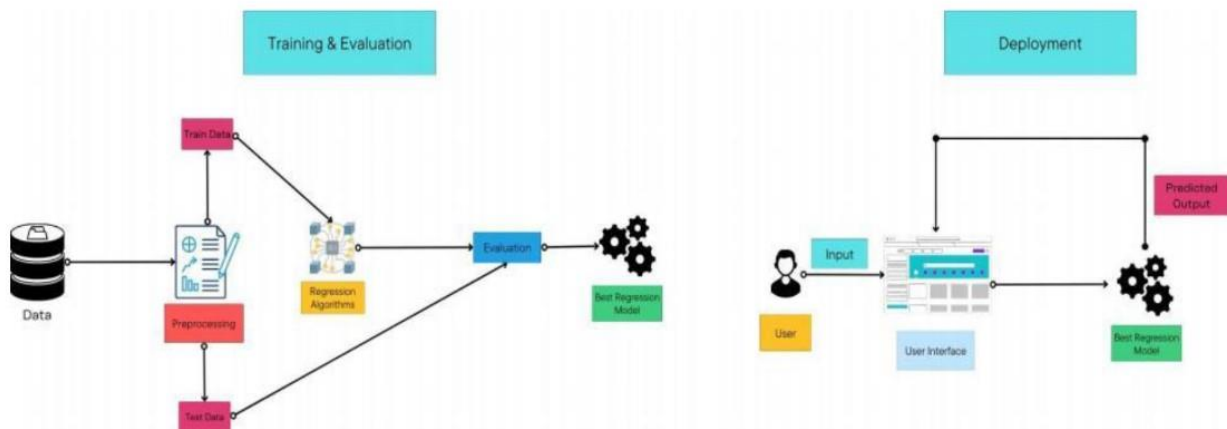 Training & Evaluation
Deployment
Train Data
Predicted
Output
Evaluation
Input
Data
Regression
Algorithms
Best Regression
Model
Preprocessing
User
User Interface
Best Regression
Model
Test Data